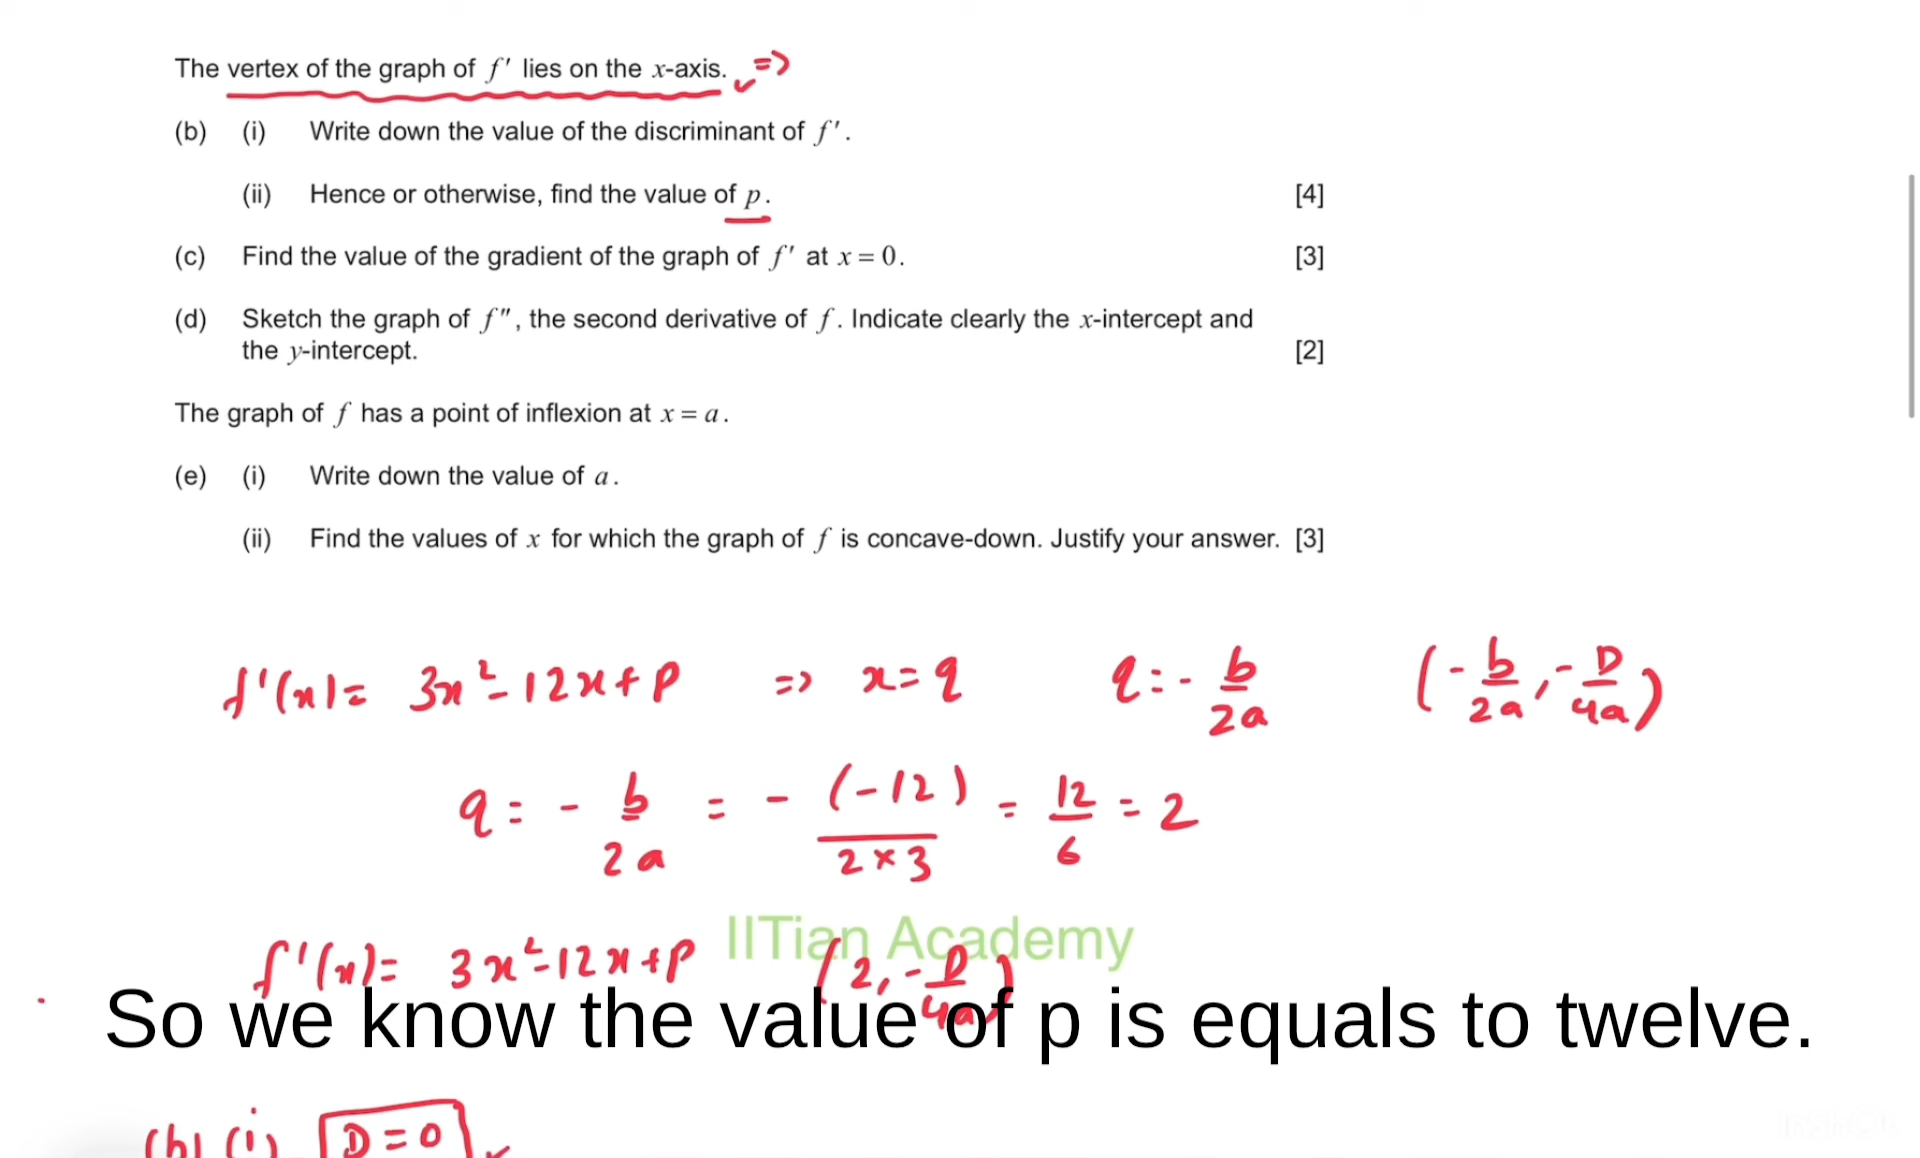 The vertex of the graph of f′ lies on the x-axis. =>
(b) (i) Write down the value of the discriminant of f′.
(ii) Hence or otherwise, find the value of p. [4]
(c) Find the value of the gradient of the graph of f′ at x = 0. [3]
(d) Sketch the graph of f″, the second derivative of f. Indicate clearly the x-intercept and
the y-intercept. [2]
The graph of f has a point of inflexion at x = a.
(e) (i) Write down the value of a.
(ii) Find the values of x for which the graph of f is concave-down. Justify your answer. [3]
f'(x) = 3x² - 12x + p => x = q q = - b/2a (-b/2a, -D/4a)
q = - b/2a = - (-12)/2×3 = 12/6 = 2
IITian Academy
f'(x) = 3x² - 12x + p (2, -D/4a)
So we know the value of p is equals to twelve.
(b) (i) D = 0